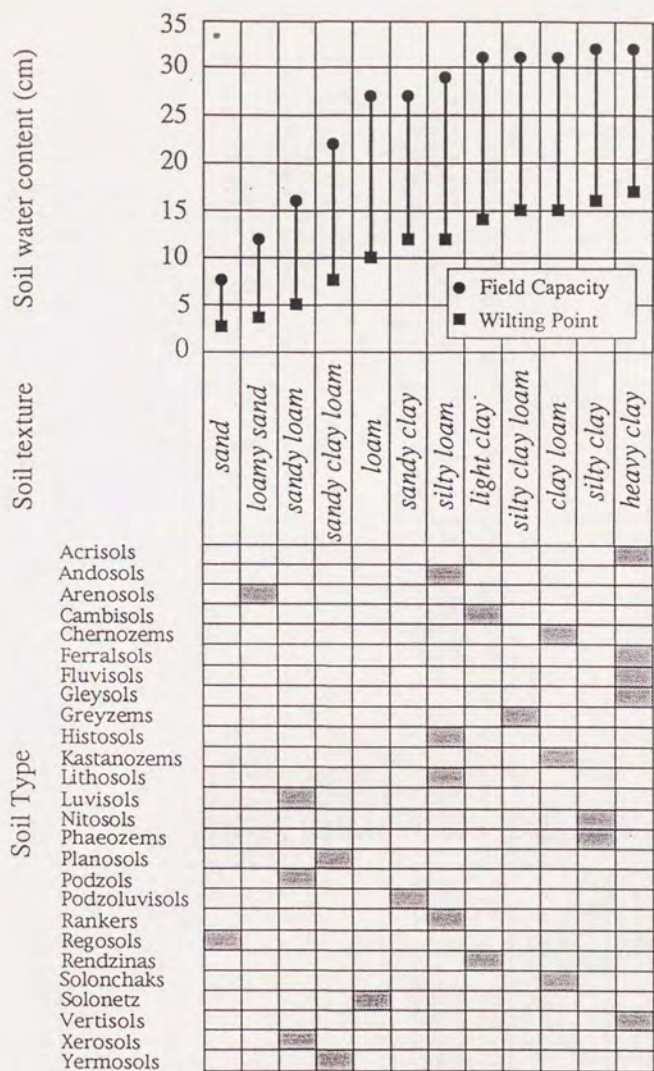 Soil water content (cm)
35
30
25
20
15
10
5
0
Field Capacity
Wilting Point
Soil texture
sand
loamy sand
sandy loam
sandy clay loam
loam
sandy clay
silty loam
light clay
silty clay loam
clay loam
silty clay
heavy clay
Soil Type
Acrisols
Andosols
Arenosols
Cambisols
Chernozems
Ferralsols
Fluvisols
Gleysols
Greyzems
Histosols
Kastanozems
Lithosols
Luvisols
Nitosols
Phaeozems
Planosols
Podzols
Podzoluvisols
Rankers
Regosols
Rendzinas
Solonchaks
Solonetz
Vertisols
Xerosols
Yermosols